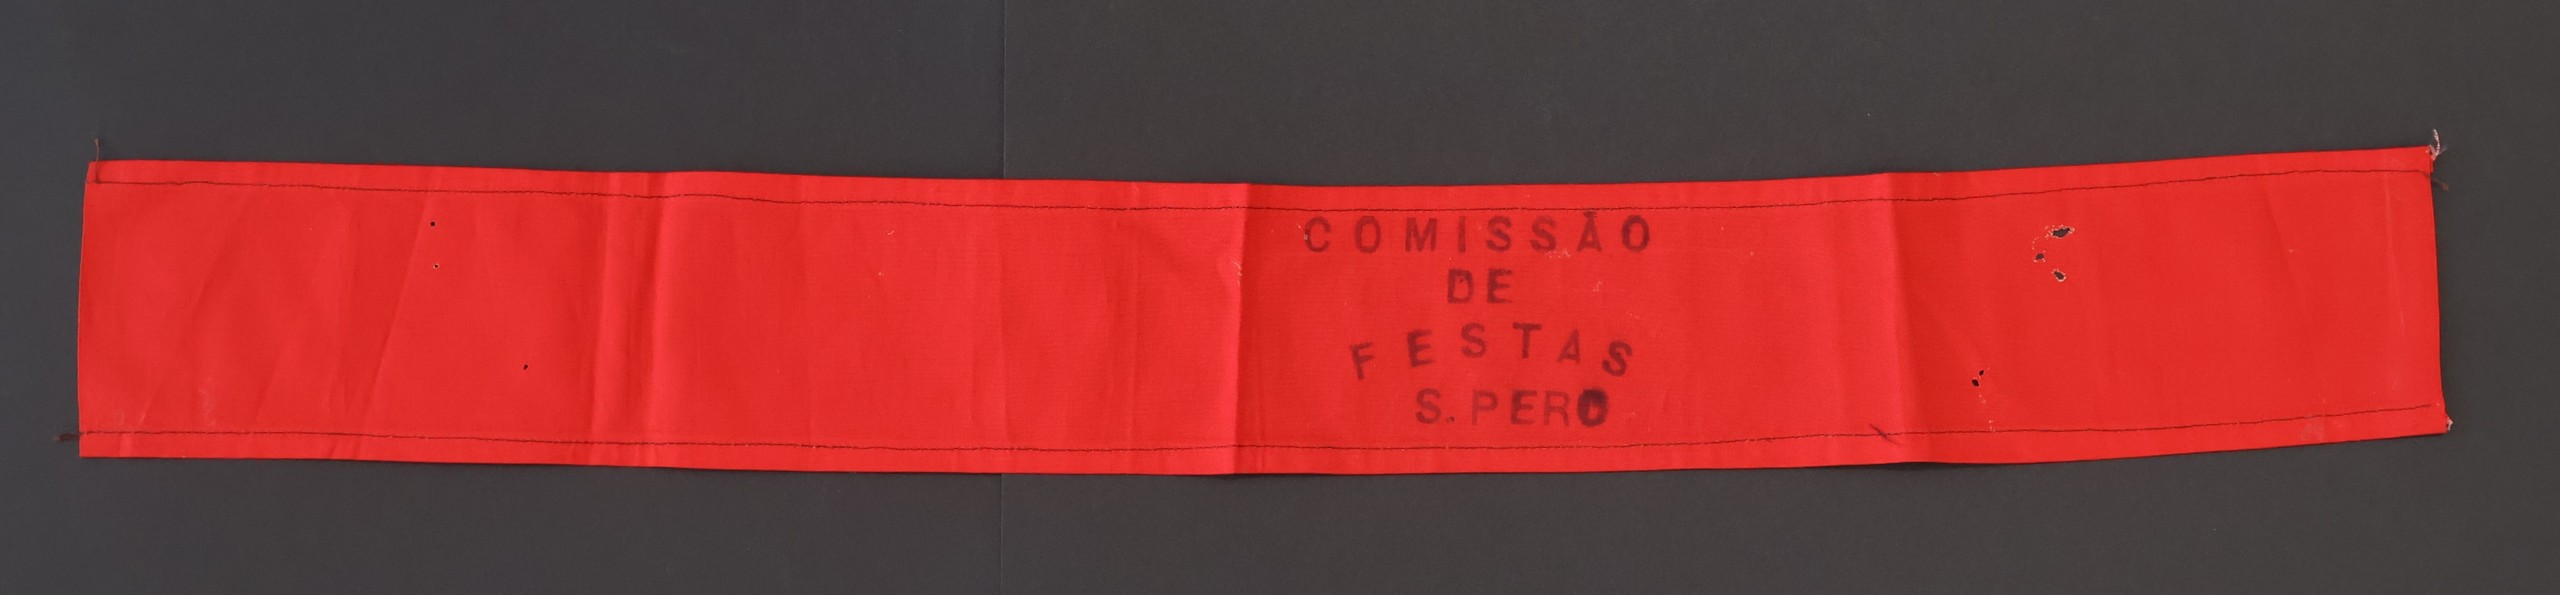 COMISSÃO
DE
FESTAS
S. PERO